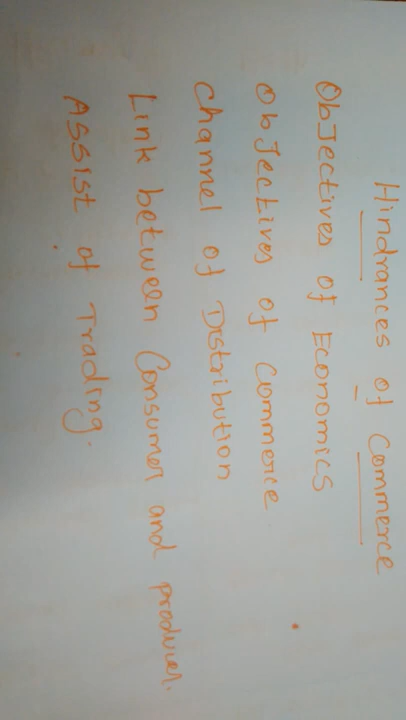 Hindrances of Commerce
Objectives of Economics
Objectives of Commerce
Channel of Distribution
Link between Consumer and producer.
Assist of Trading.